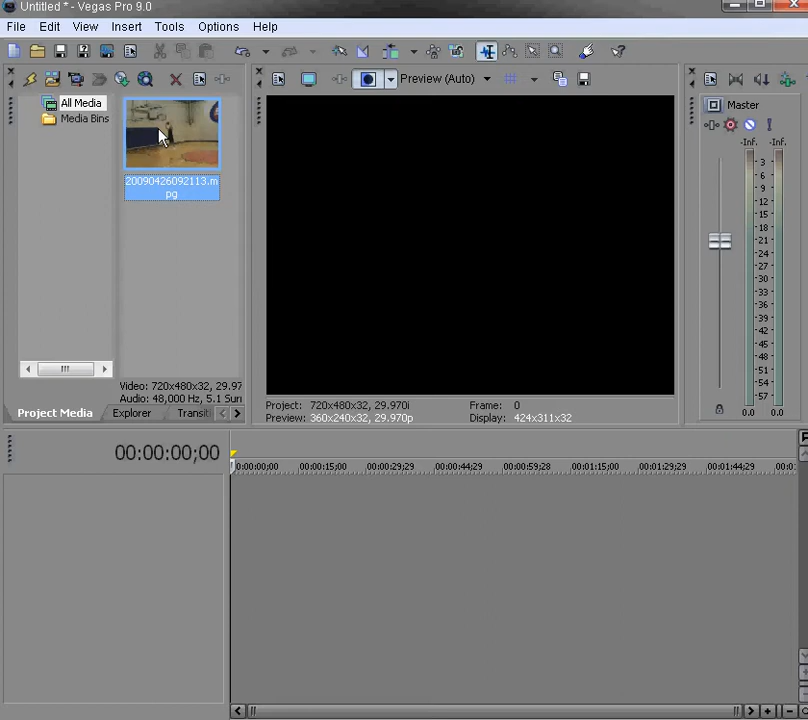 Untitled * - Vegas Pro 9.0
File Edit View Insert Tools Options Help
Preview (Auto)
All Media
Media Bins
20090426092113.m
pg
Video: 720x480x32, 29.97
Audio: 48,000 Hz, 5.1 Surr
Project Media Explorer Transiti
Project: 720x480x32, 29.970i Frame: 0
Preview: 360x240x32, 29.970p Display: 424x311x32
Master
-Inf. -Inf.
3
6
9
12
15
18
21
24
27
30
33
36
39
42
45
48
51
54
57
0.0 0.0
00:00:00;00
0:00:00;00 00:00:15;00 00:00:29;29 00:00:44;29 00:00:59;28 00:01:15;00 00:01:29;29 00:01:44;29 00:0